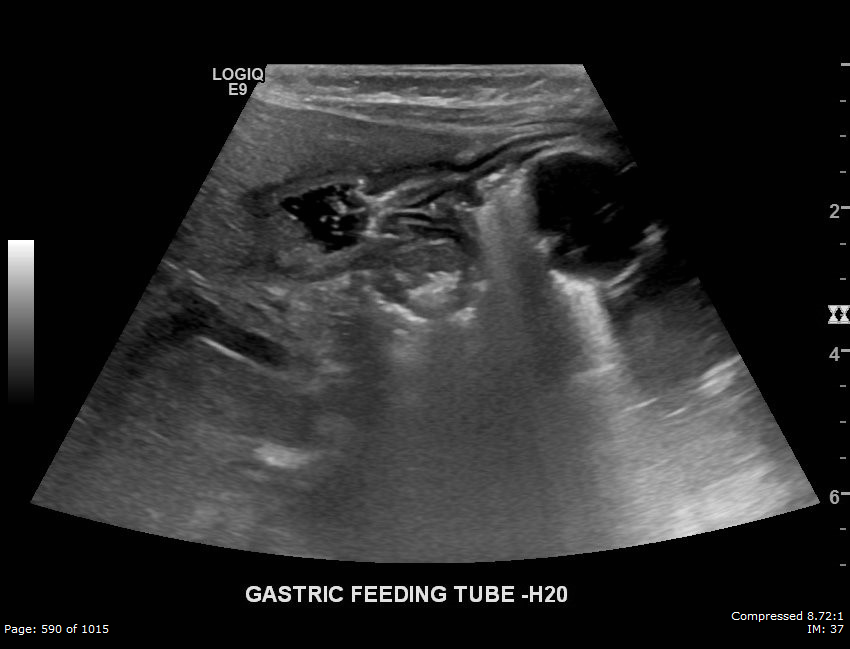 LOGIQ
E9
2
4
6
GASTRIC FEEDING TUBE -H20
Compressed 8.72:1
Page: 590 of 1015
IM: 37